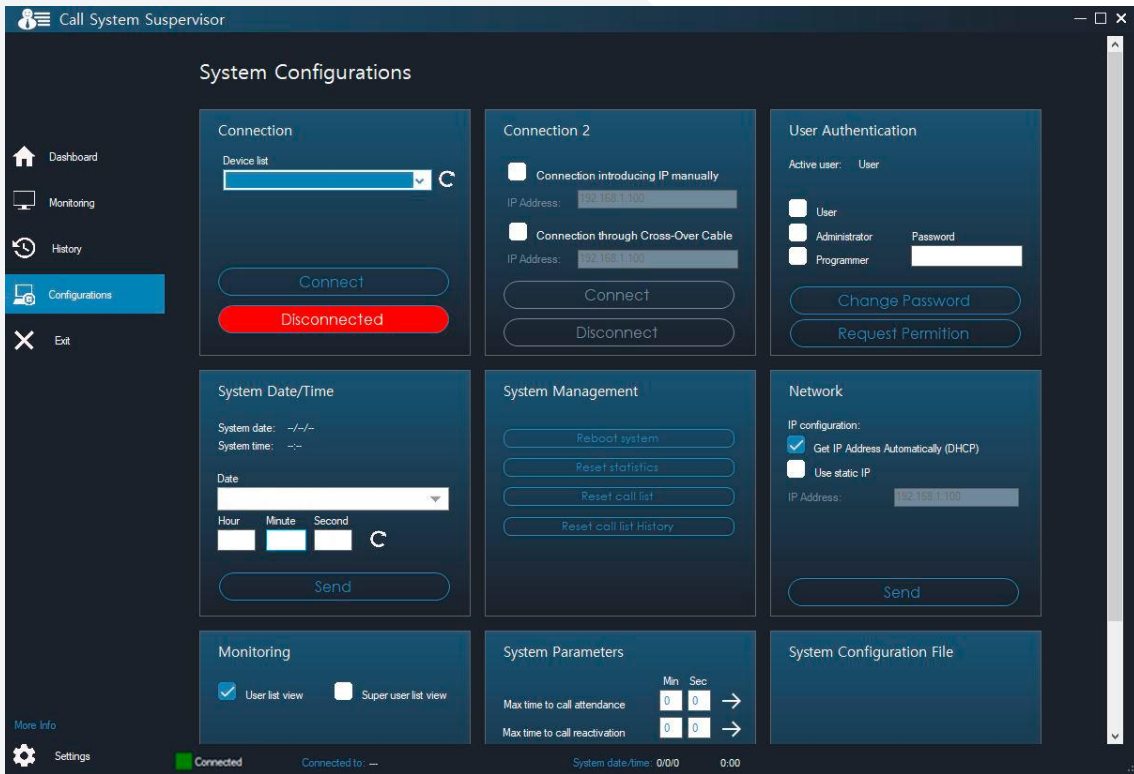 Call System Suspervisor
System Configurations
Dashboard
Monitoring
History
Configurations
Exit
More Info
Settings
Connection
Device list
Connect
Disconnected
Connection 2
Connection introducing IP manually
IP Address: 192.168.1.100
Connection through Cross-Over Cable
IP Address: 192.168.1.100
Connect
Disconnect
User Authentication
Active user: User
User
Administrator Password
Programmer
Change Password
Request Permition
System Date/Time
System date: --/--/--
System time: --:--
Date
Hour Minute Second
Send
System Management
Reboot system
Reset statistics
Reset call list
Reset call list History
Network
IP configuration:
Get IP Address Automatically (DHCP)
Use static IP
IP Address: 192.168.1.100
Send
Monitoring
User list view Super user list view
System Parameters
Min Sec
Max time to call attendance 0 0
Max time to call reactivation 0 0
System Configuration File
Connected Connected to: --- System date/time: 0/0/0 0:00